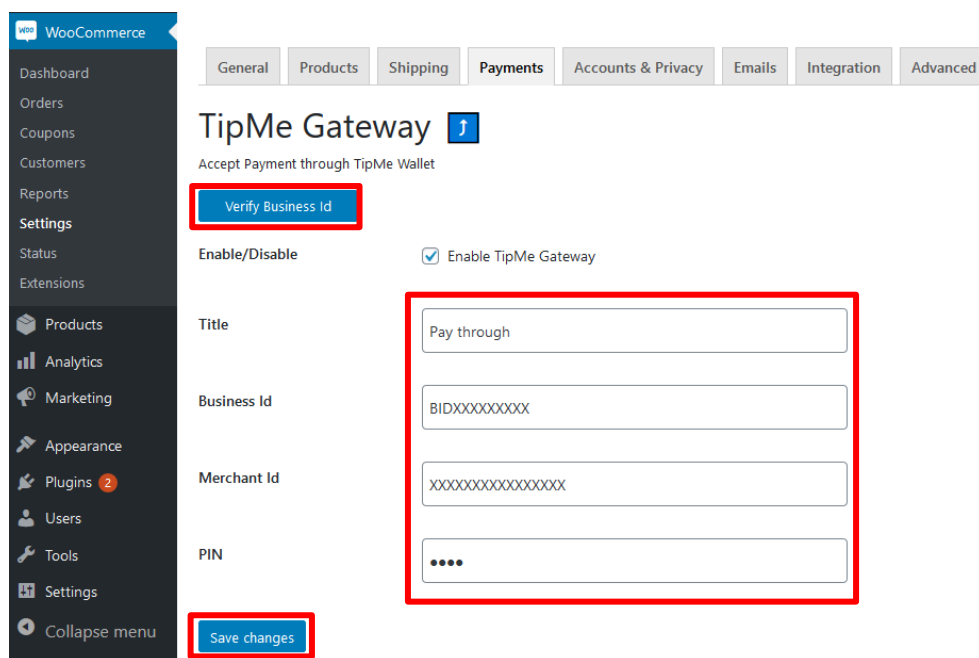 Woo WooCommerce
Dashboard
Orders
Coupons
Customers
Reports
Settings
Status
Extensions
Products
Analytics
Marketing
Appearance
Plugins 2
Users
Tools
Settings
Collapse menu
General Products Shipping Payments Accounts & Privacy Emails Integration Advanced
TipMe Gateway
Accept Payment through TipMe Wallet
Verify Business Id
Enable/Disable Enable TipMe Gateway
Title Pay through
Business Id BIDXXXXXXXXX
Merchant Id XXXXXXXXXXXXXXXX
PIN ••••
Save changes